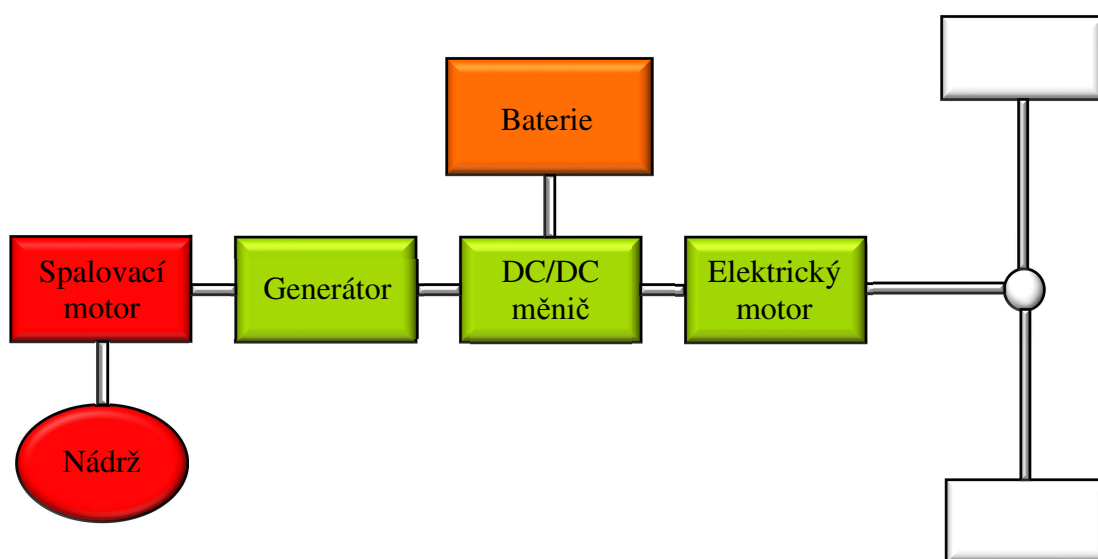 Baterie
Spalovací
motor
Generátor
DC/DC
měnič
Elektrický
motor
Nádrž